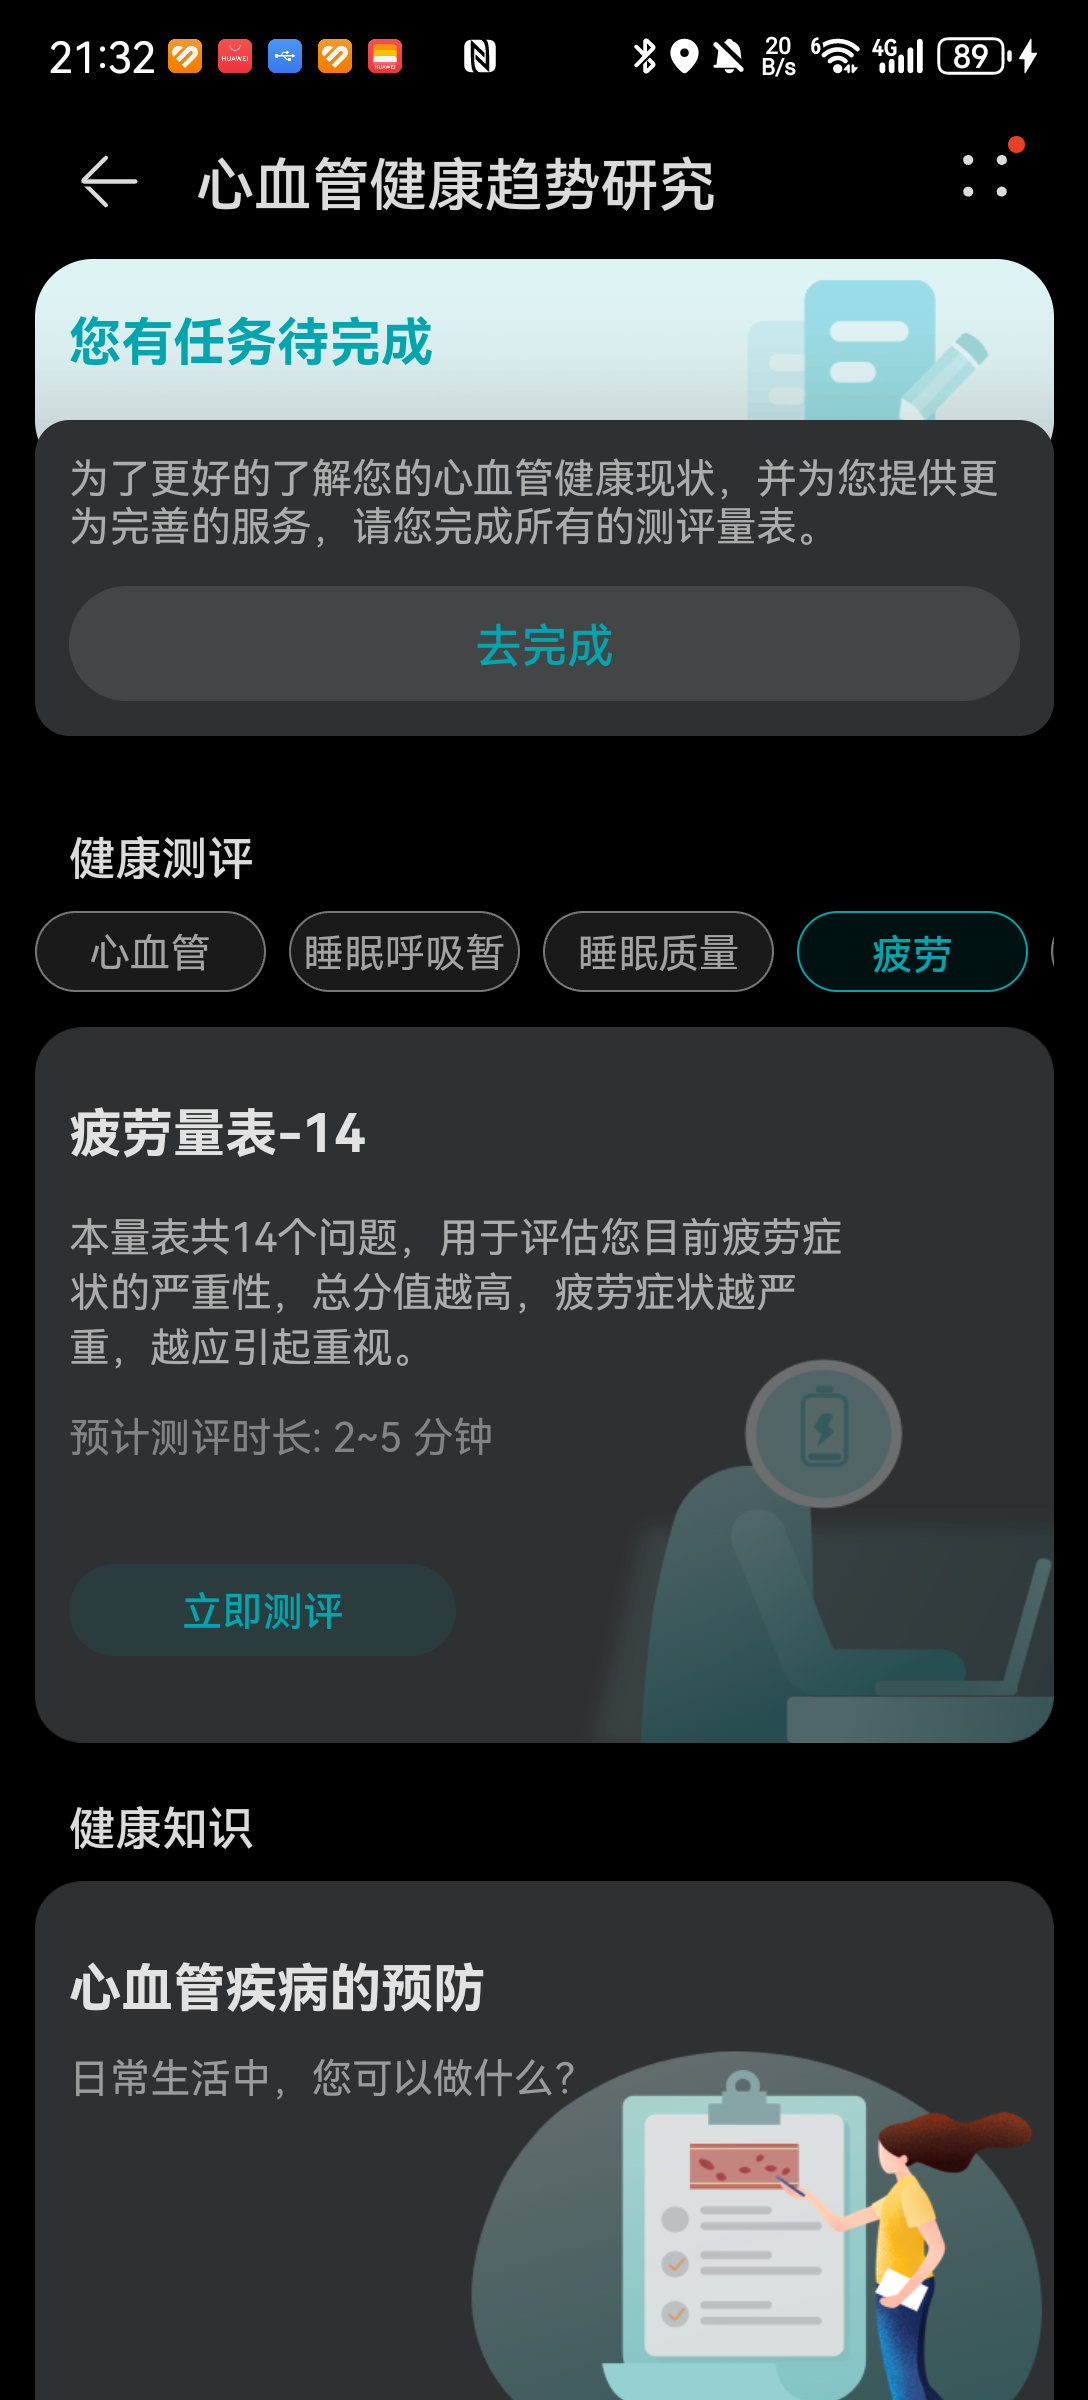 21:32
HUAWEI
HUAWEI
20 B/s
6
4G
89
心血管健康趋势研究
您有任务待完成
为了更好的了解您的心血管健康现状，并为您提供更
为完善的服务，请您完成所有的测评量表。
去完成
健康测评
心血管
睡眠呼吸暂
睡眠质量
疲劳
疲劳量表-14
本量表共14个问题，用于评估您目前疲劳症
状的严重性，总分值越高，疲劳症状越严
重，越应引起重视。
预计测评时长: 2~5 分钟
立即测评
健康知识
心血管疾病的预防
日常生活中，您可以做什么？